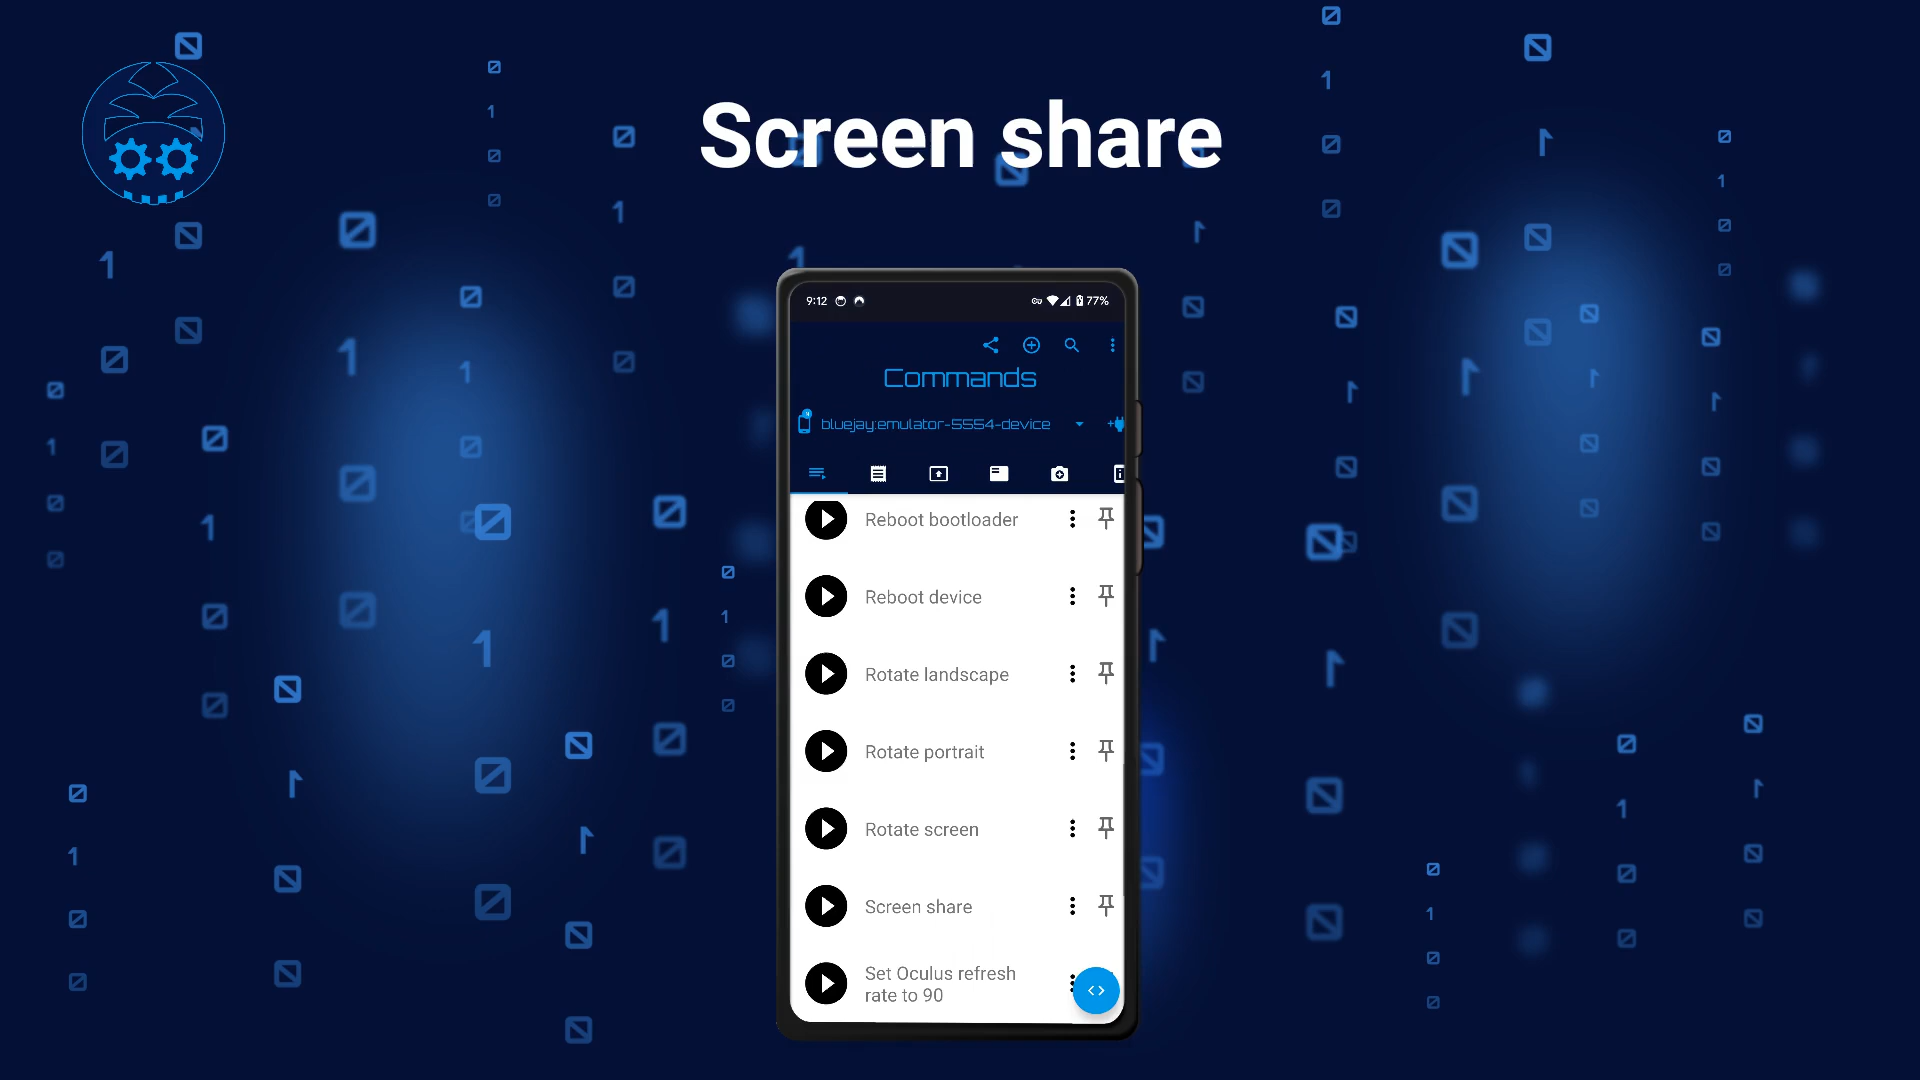 Screen share
9:12
77%
Commands
bluejay:emulator-5554-device
Reboot bootloader
Reboot device
Rotate landscape
Rotate portrait
Rotate screen
Screen share
Set Oculus refresh
rate to 90